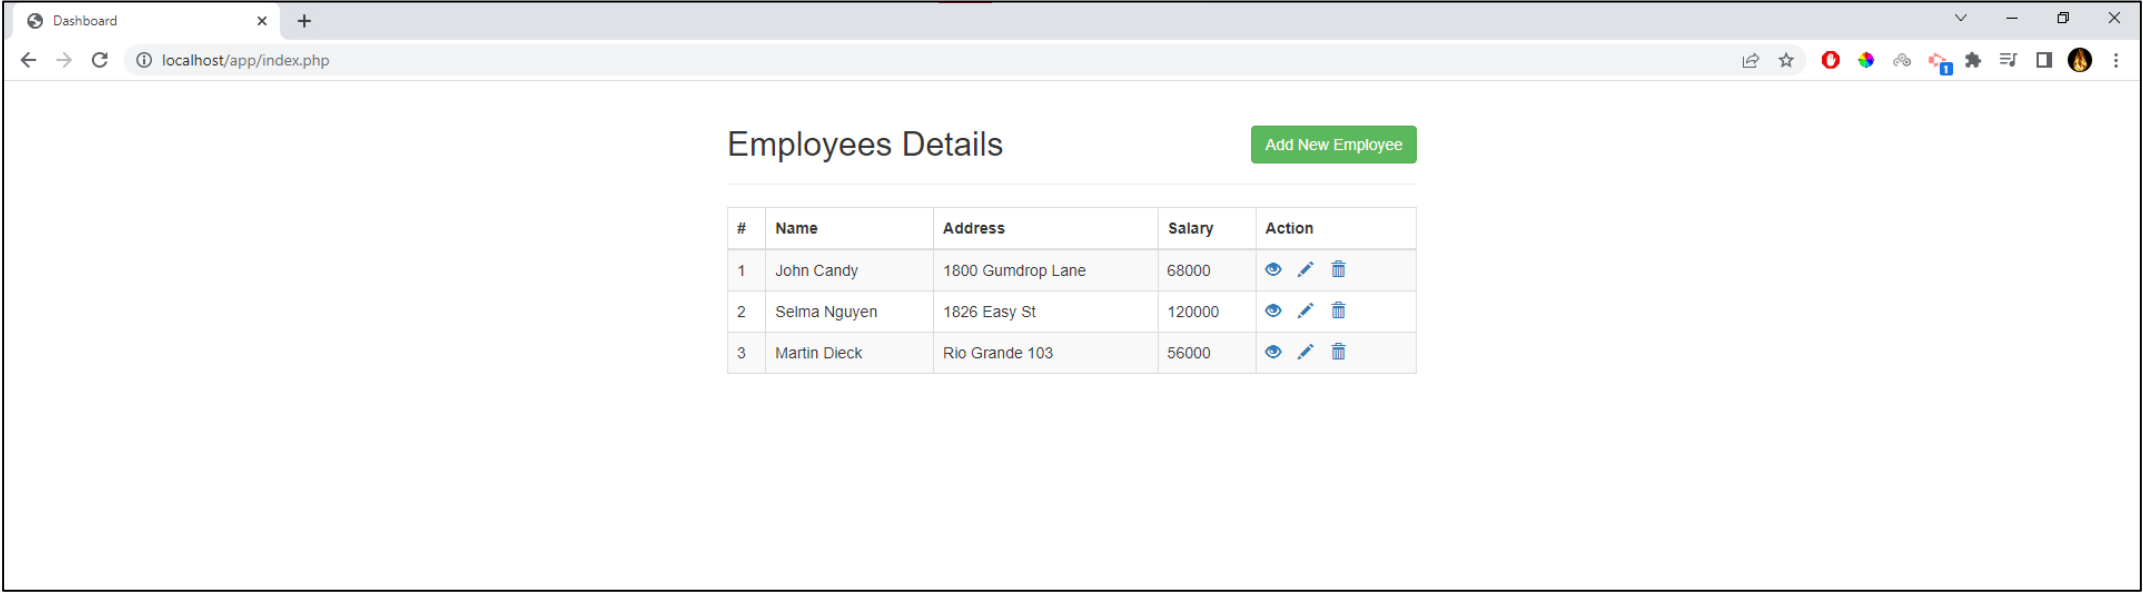 Dashboard
localhost/app/index.php
1
Employees Details
Add New Employee
# Name Address Salary Action
1 John Candy 1800 Gumdrop Lane 68000
2 Selma Nguyen 1826 Easy St 120000
3 Martin Dieck Rio Grande 103 56000